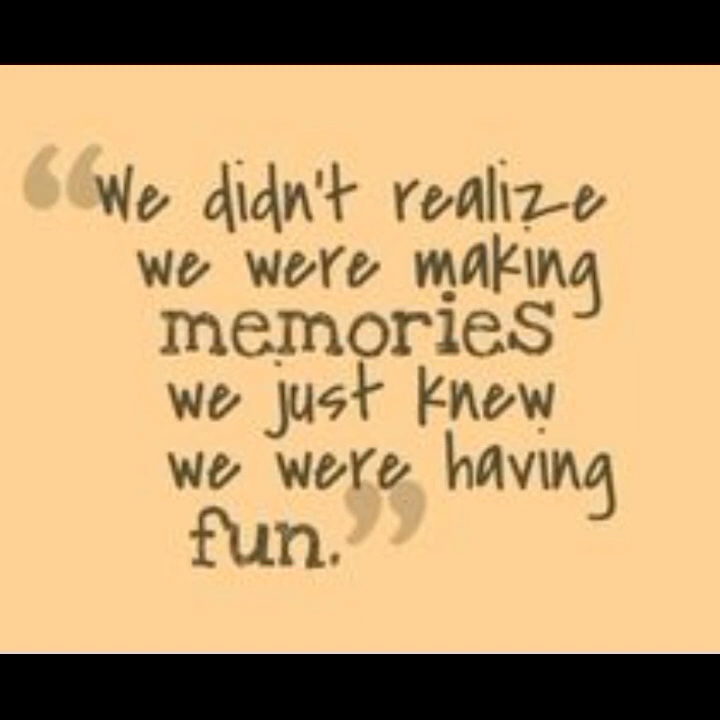 “We didn't realize
we were making
memories
we just knew
we were having
fun.”